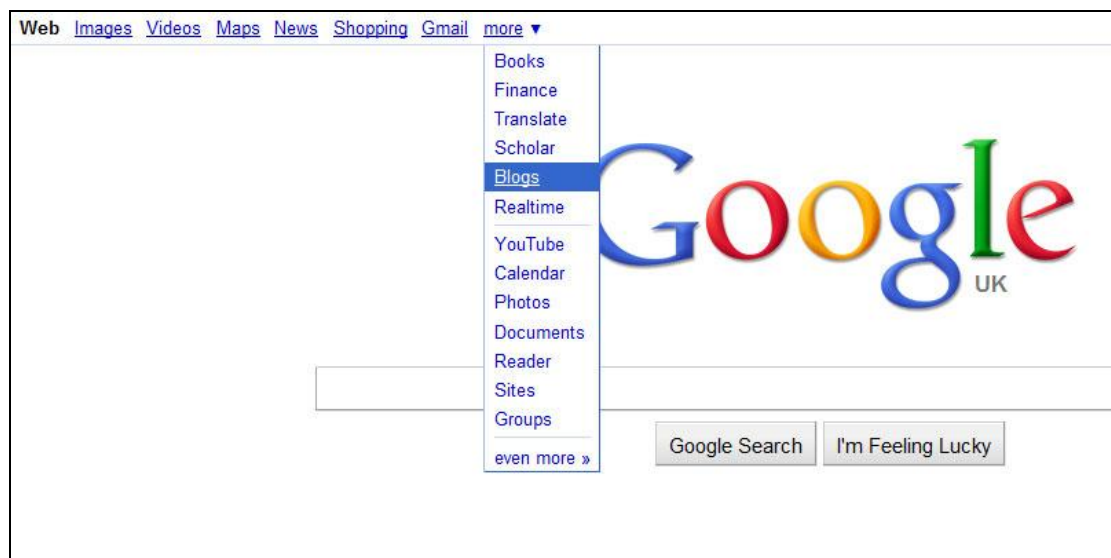 Web Images Videos Maps News Shopping Gmail more ▼
Books
Finance
Translate
Scholar
Blogs
Realtime
YouTube
Calendar
Photos
Documents
Reader
Sites
Groups
even more »
Google
UK
Google Search I'm Feeling Lucky